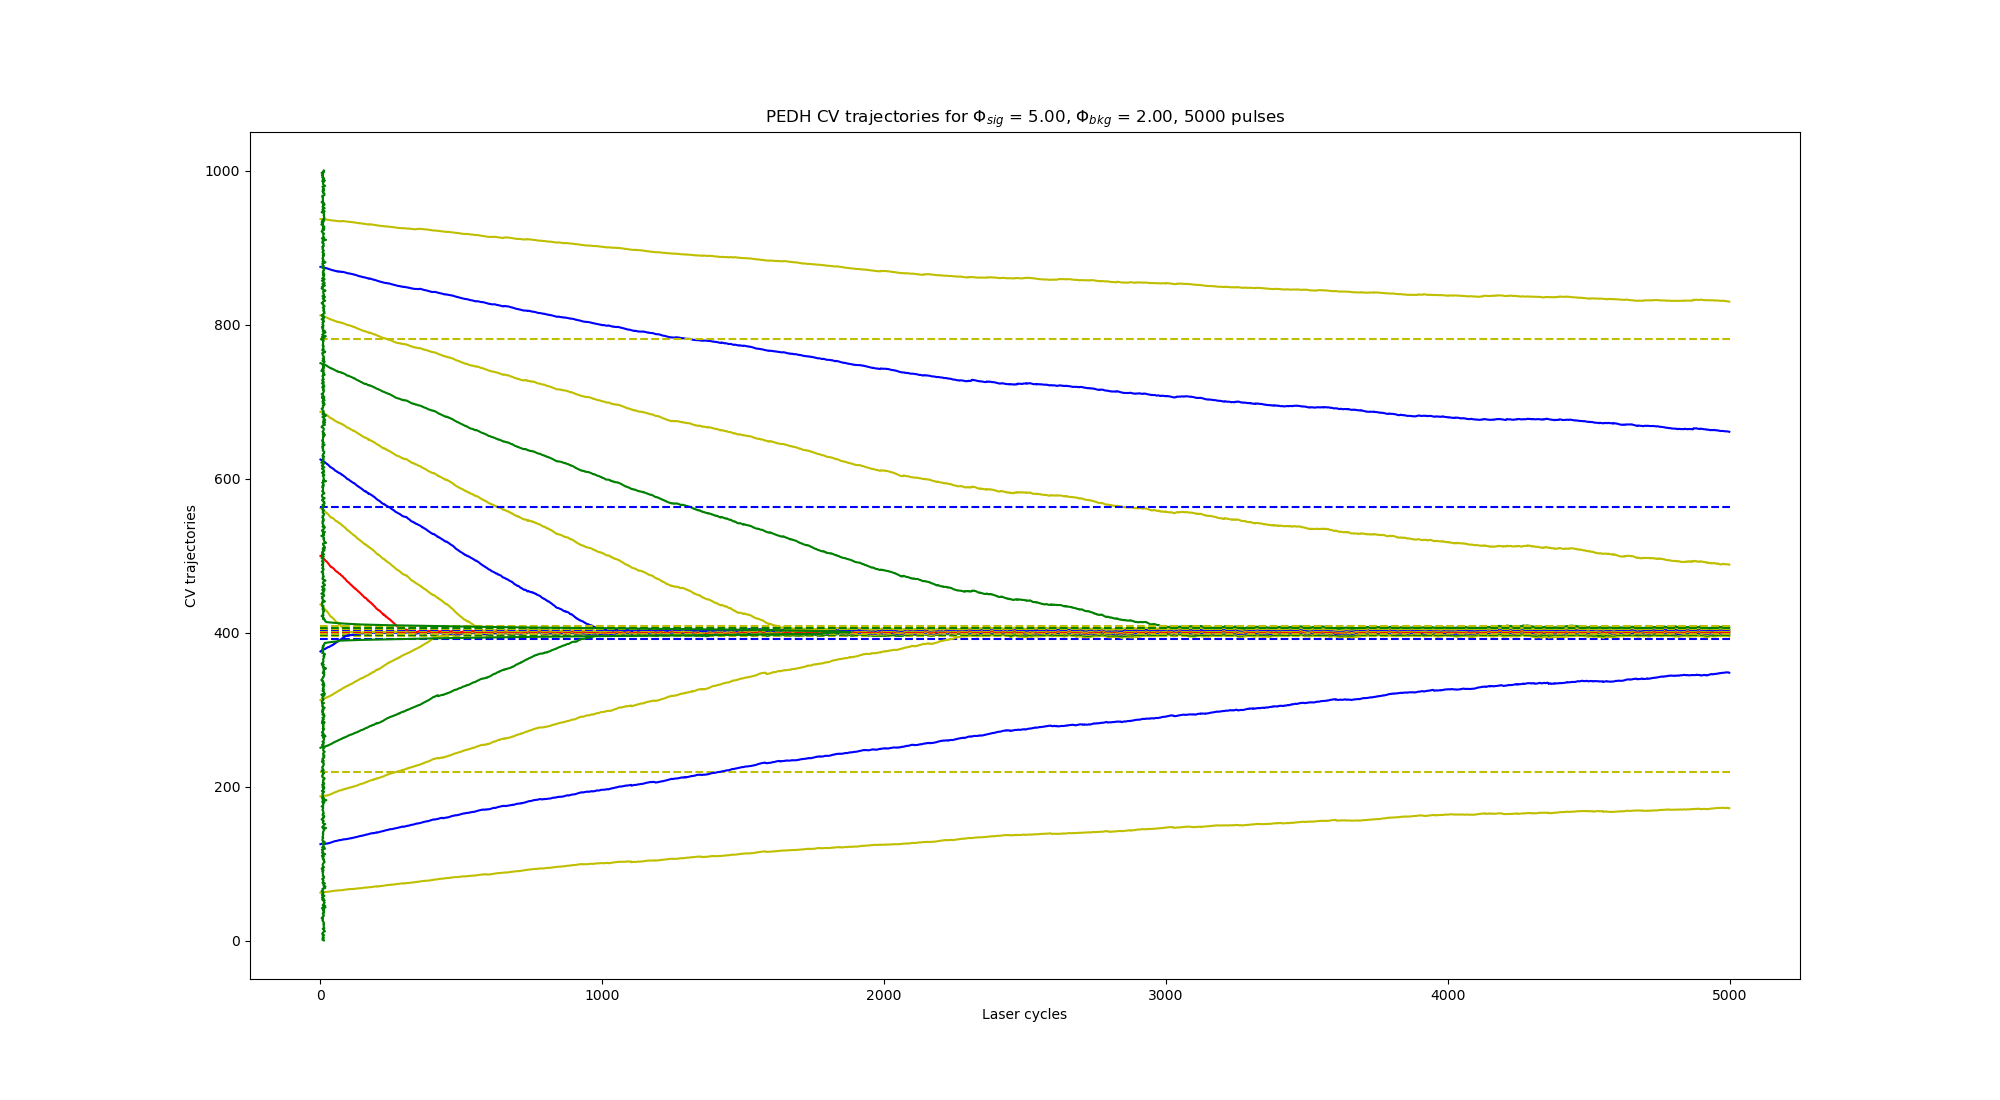 PEDH CV trajectories for Φsig = 5.00, Φbkg = 2.00, 5000 pulses
1000
800
600
400
200
0
CV trajectories
0 1000 2000 3000 4000 5000
Laser cycles